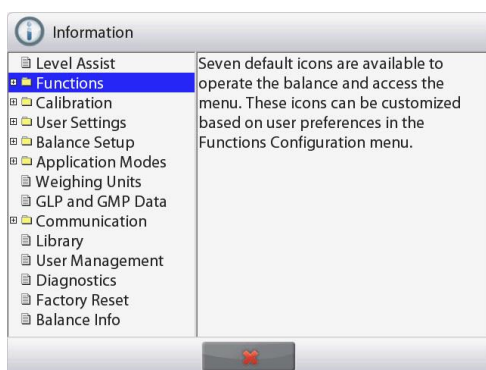 Information
Level Assist
Functions
Calibration
User Settings
Balance Setup
Application Modes
Weighing Units
GLP and GMP Data
Communication
Library
User Management
Diagnostics
Factory Reset
Balance Info
Seven default icons are available to
operate the balance and access the
menu. These icons can be customized
based on user preferences in the
Functions Configuration menu.